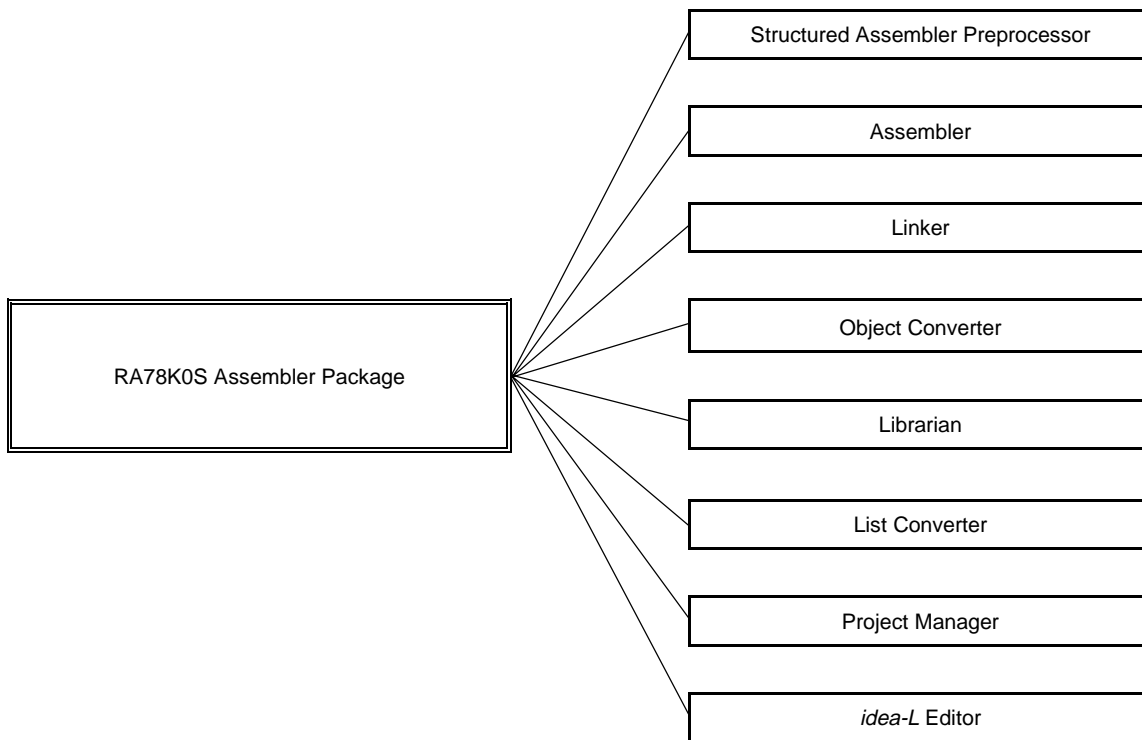 Structured Assembler Preprocessor
Assembler
Linker
Object Converter
RA78K0S Assembler Package
Librarian
List Converter
Project Manager
idea-L Editor